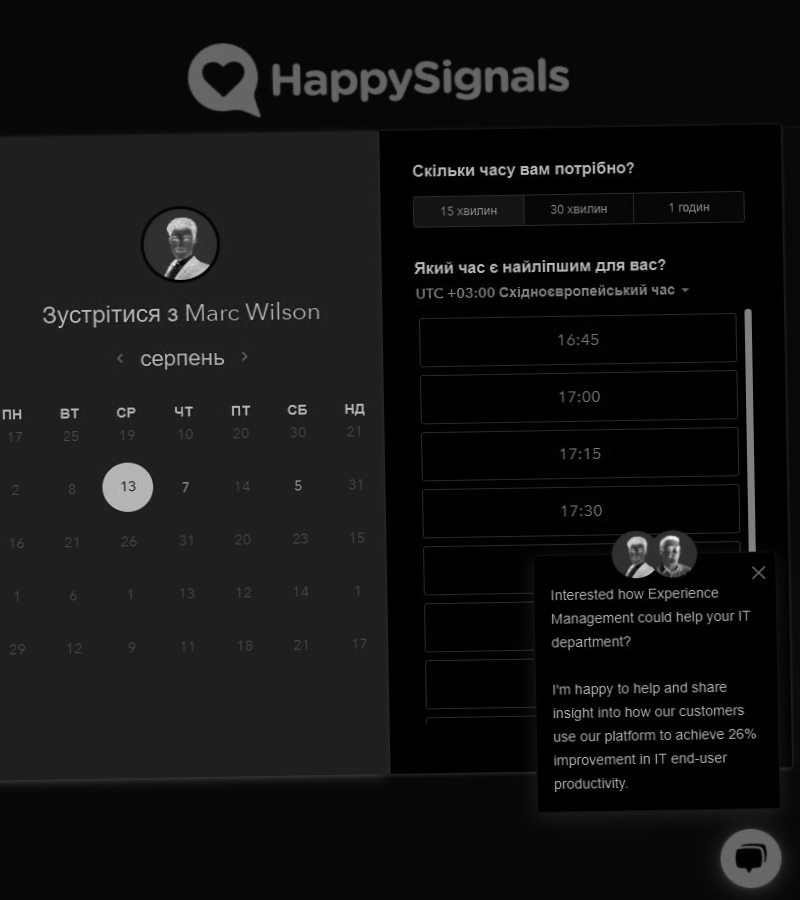 HappySignals
Зустрітися з Marc Wilson
серпень
ПН ВТ СР ЧТ ПТ СБ НД
17 25 19 10 20 30 21
2 8 13 7 14 5 31
16 21 26 31 20 23 15
1 6 1 13 12 14 1
29 12 9 11 18 21 17
Скільки часу вам потрібно?
15 хвилин 30 хвилин 1 годин
Який час є найліпшим для вас?
UTC +03:00 Східноєвропейський час
16:45
17:00
17:15
17:30
Interested how Experience
Management could help your IT
department?
I'm happy to help and share
insight into how our customers
use our platform to achieve 26%
improvement in IT end-user
productivity.